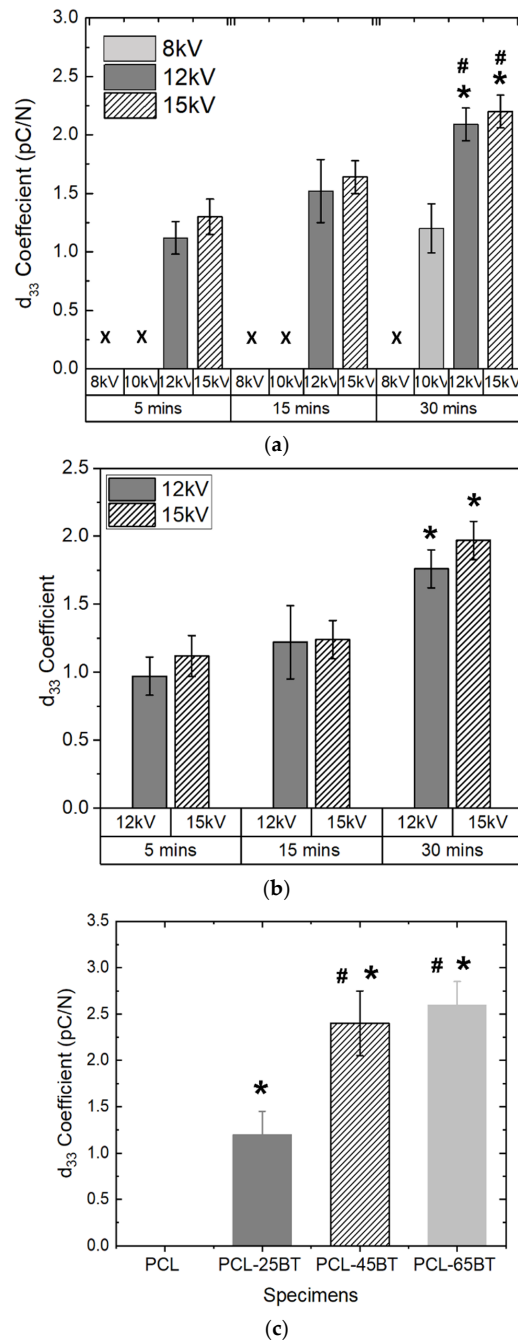 3.0
2.5
2.0
1.5
1.0
0.5
0.0
d33 Coeffecient (pC/N)
8kV
12kV
15kV
# #
* *
X X X X X
8kV 10kV 12kV 15kV 8kV 10kV 12kV 15kV 8kV 10kV 12kV 15kV
5 mins 15 mins 30 mins
(a)
2.5
2.0
1.5
1.0
0.5
0.0
d33 Coefficient
12kV
15kV
* *
12kV 15kV 12kV 15kV 12kV 15kV
5 mins 15 mins 30 mins
(b)
3.5
3.0
2.5
2.0
1.5
1.0
0.5
0.0
d33 Coefficient (pC/N)
* # * # *
PCL PCL-25BT PCL-45BT PCL-65BT
Specimens
(c)